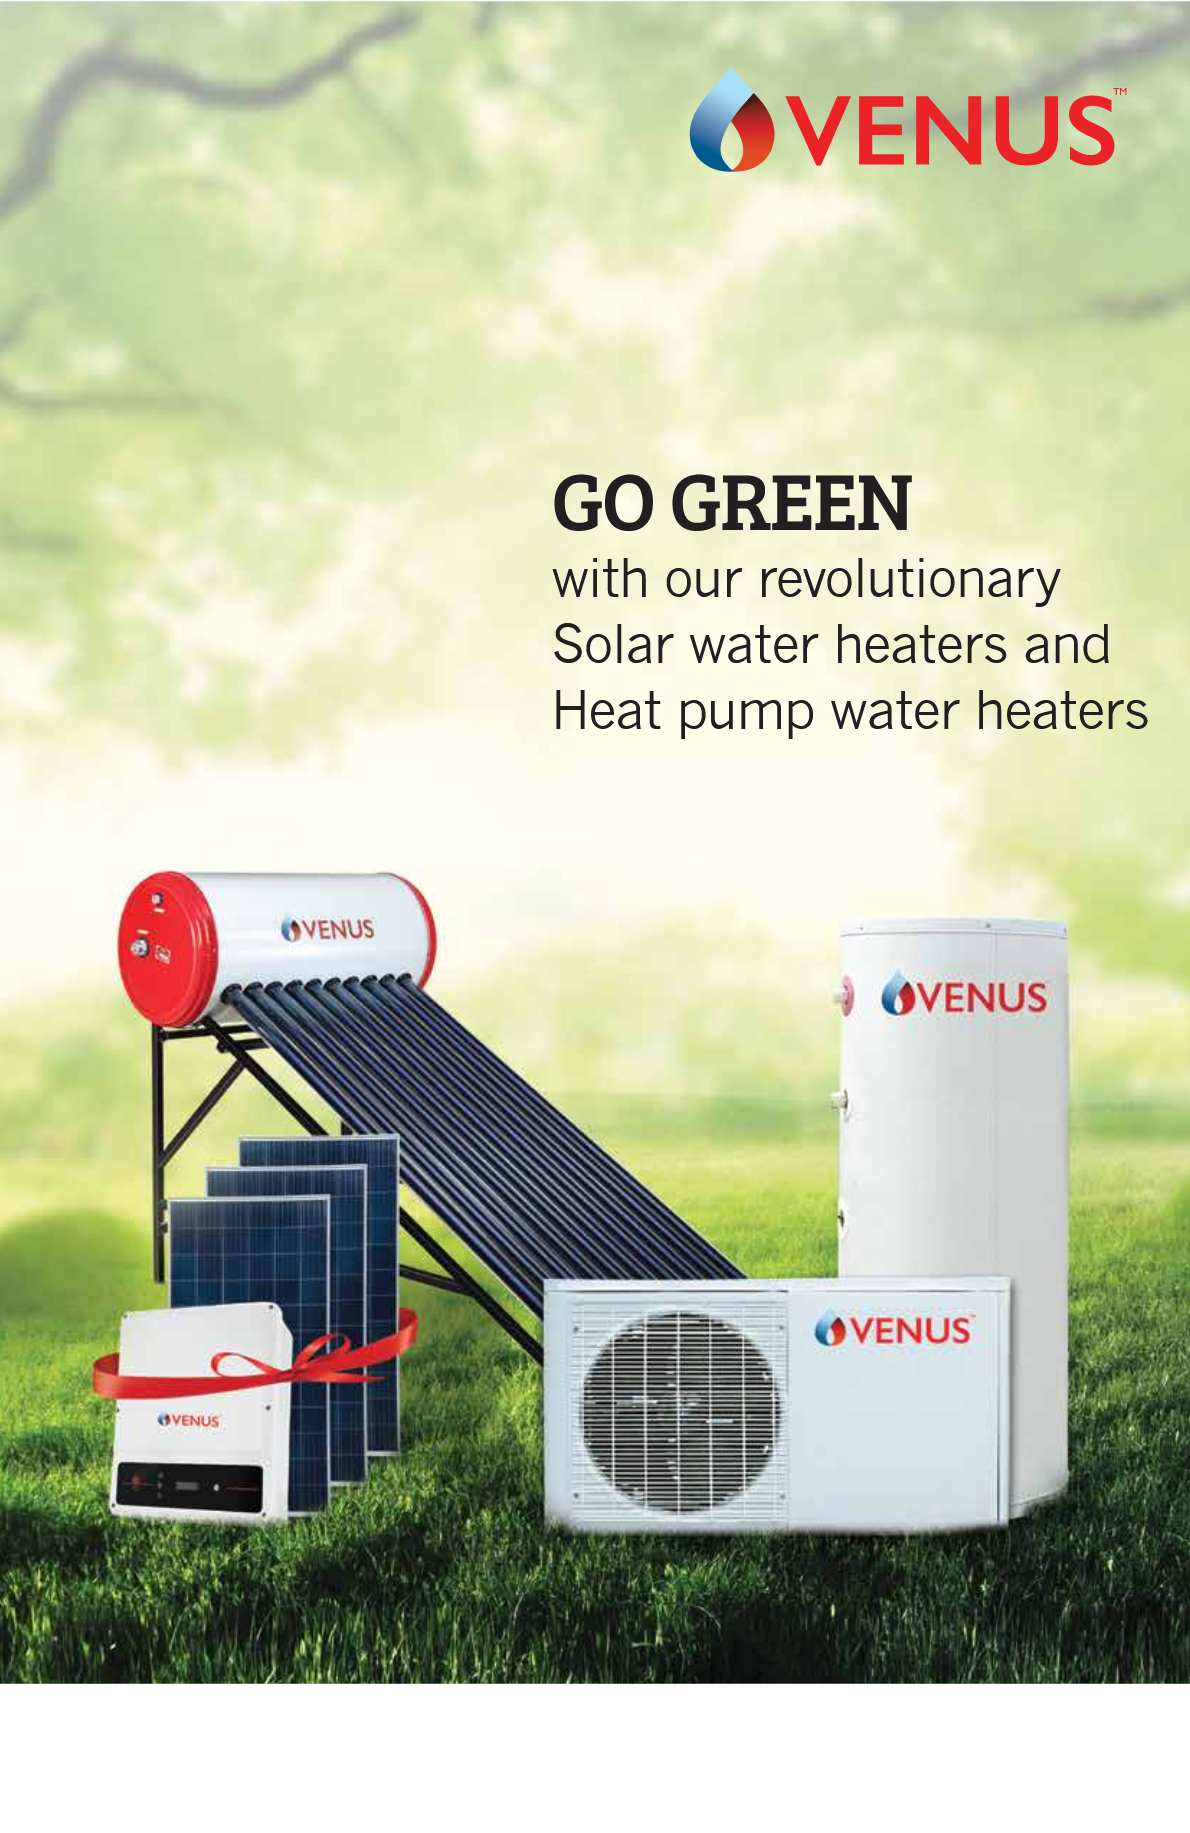 VENUS™
GO GREEN
with our revolutionary
Solar water heaters and
Heat pump water heaters
VENUS
VENUS
VENUS
VENUS